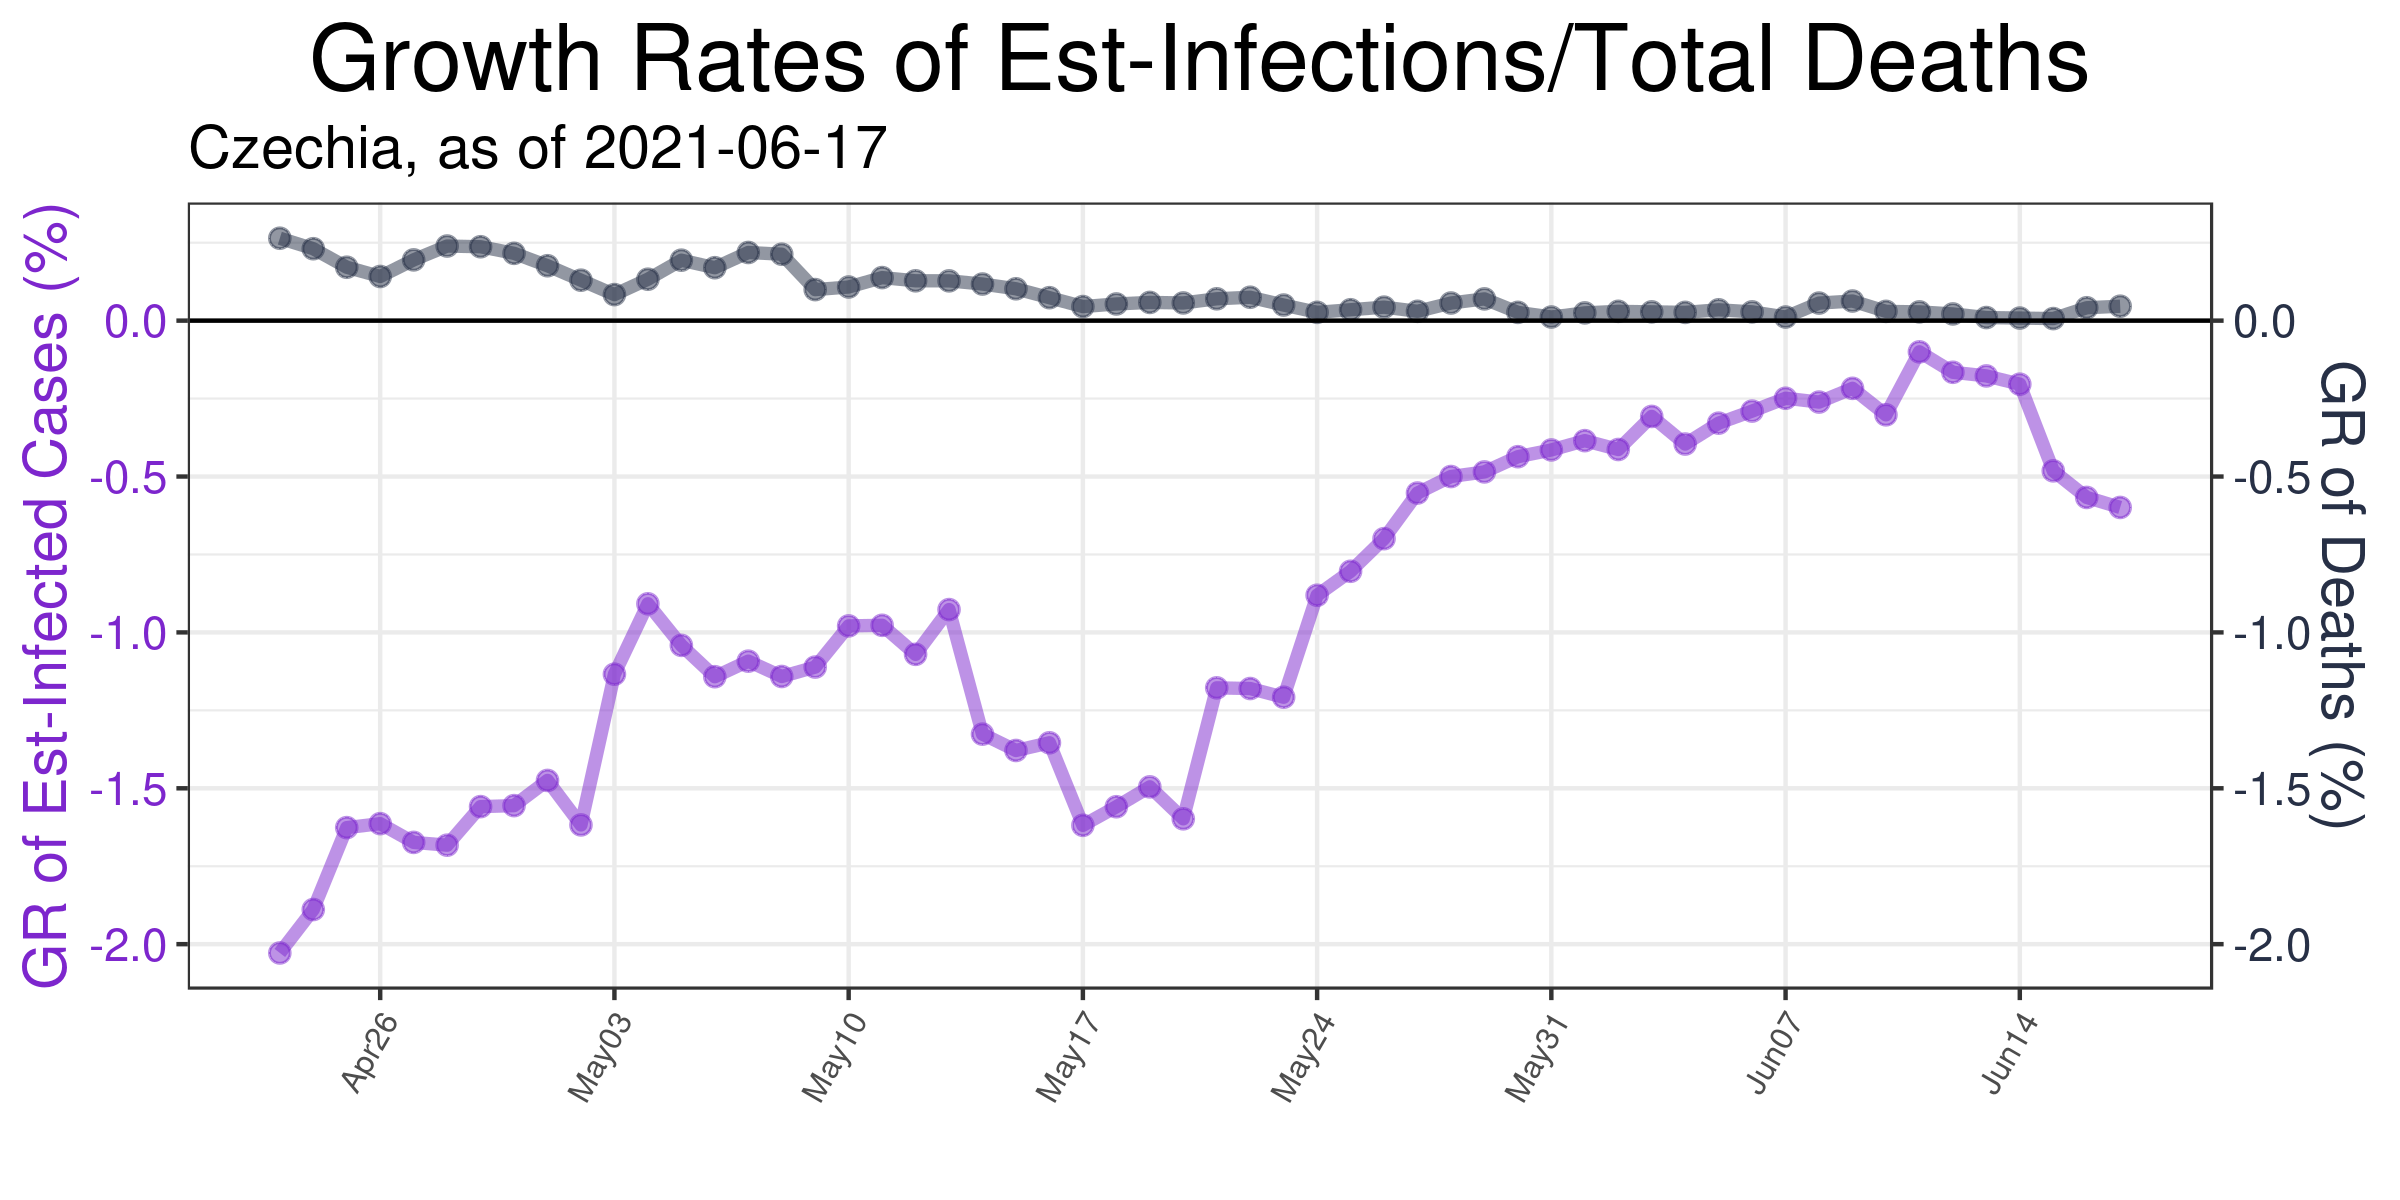 Growth Rates of Est-Infections/Total Deaths
Czechia, as of 2021-06-17
GR of Est-Infected Cases (%)
0.0
-0.5
-1.0
-1.5
-2.0
0.0
-0.5
-1.0
-1.5
-2.0
GR of Deaths (%)
Apr26
May03
May10
May17
May24
May31
Jun07
Jun14